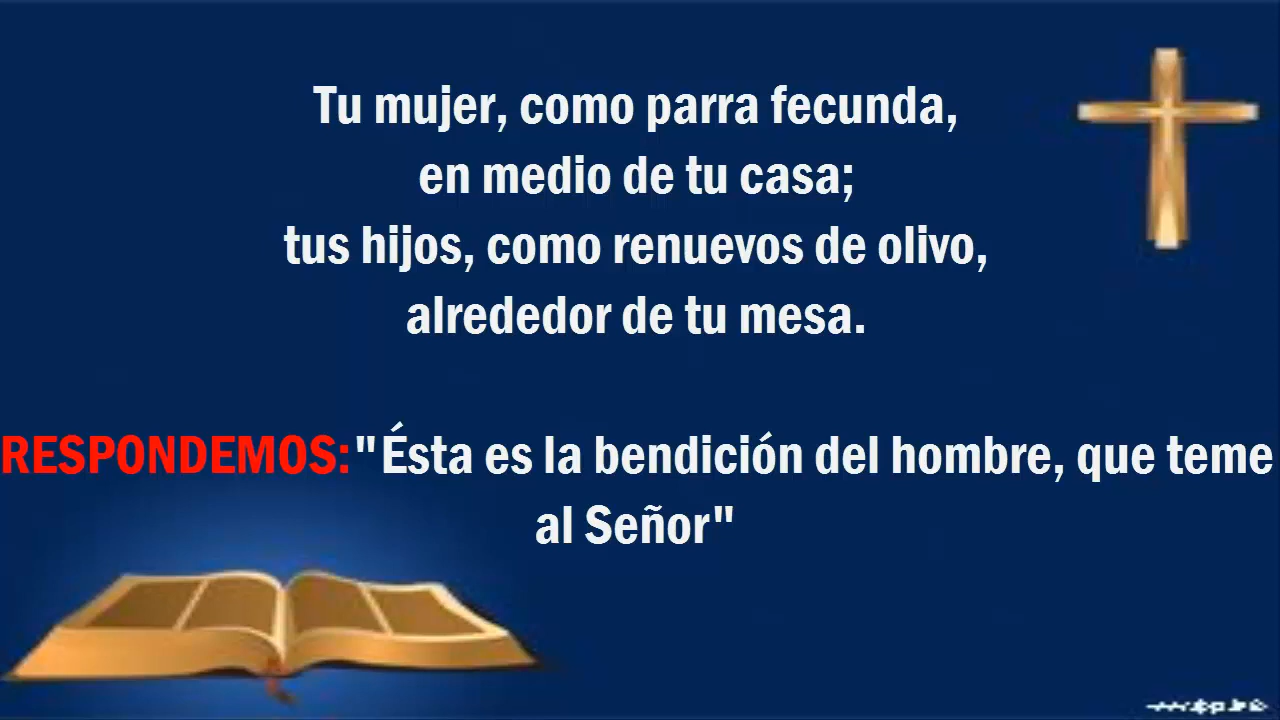 Tu mujer, como parra fecunda,
en medio de tu casa;
tus hijos, como renuevos de olivo,
alrededor de tu mesa.
RESPONDEMOS:"Ésta es la bendición del hombre, que teme
al Señor"